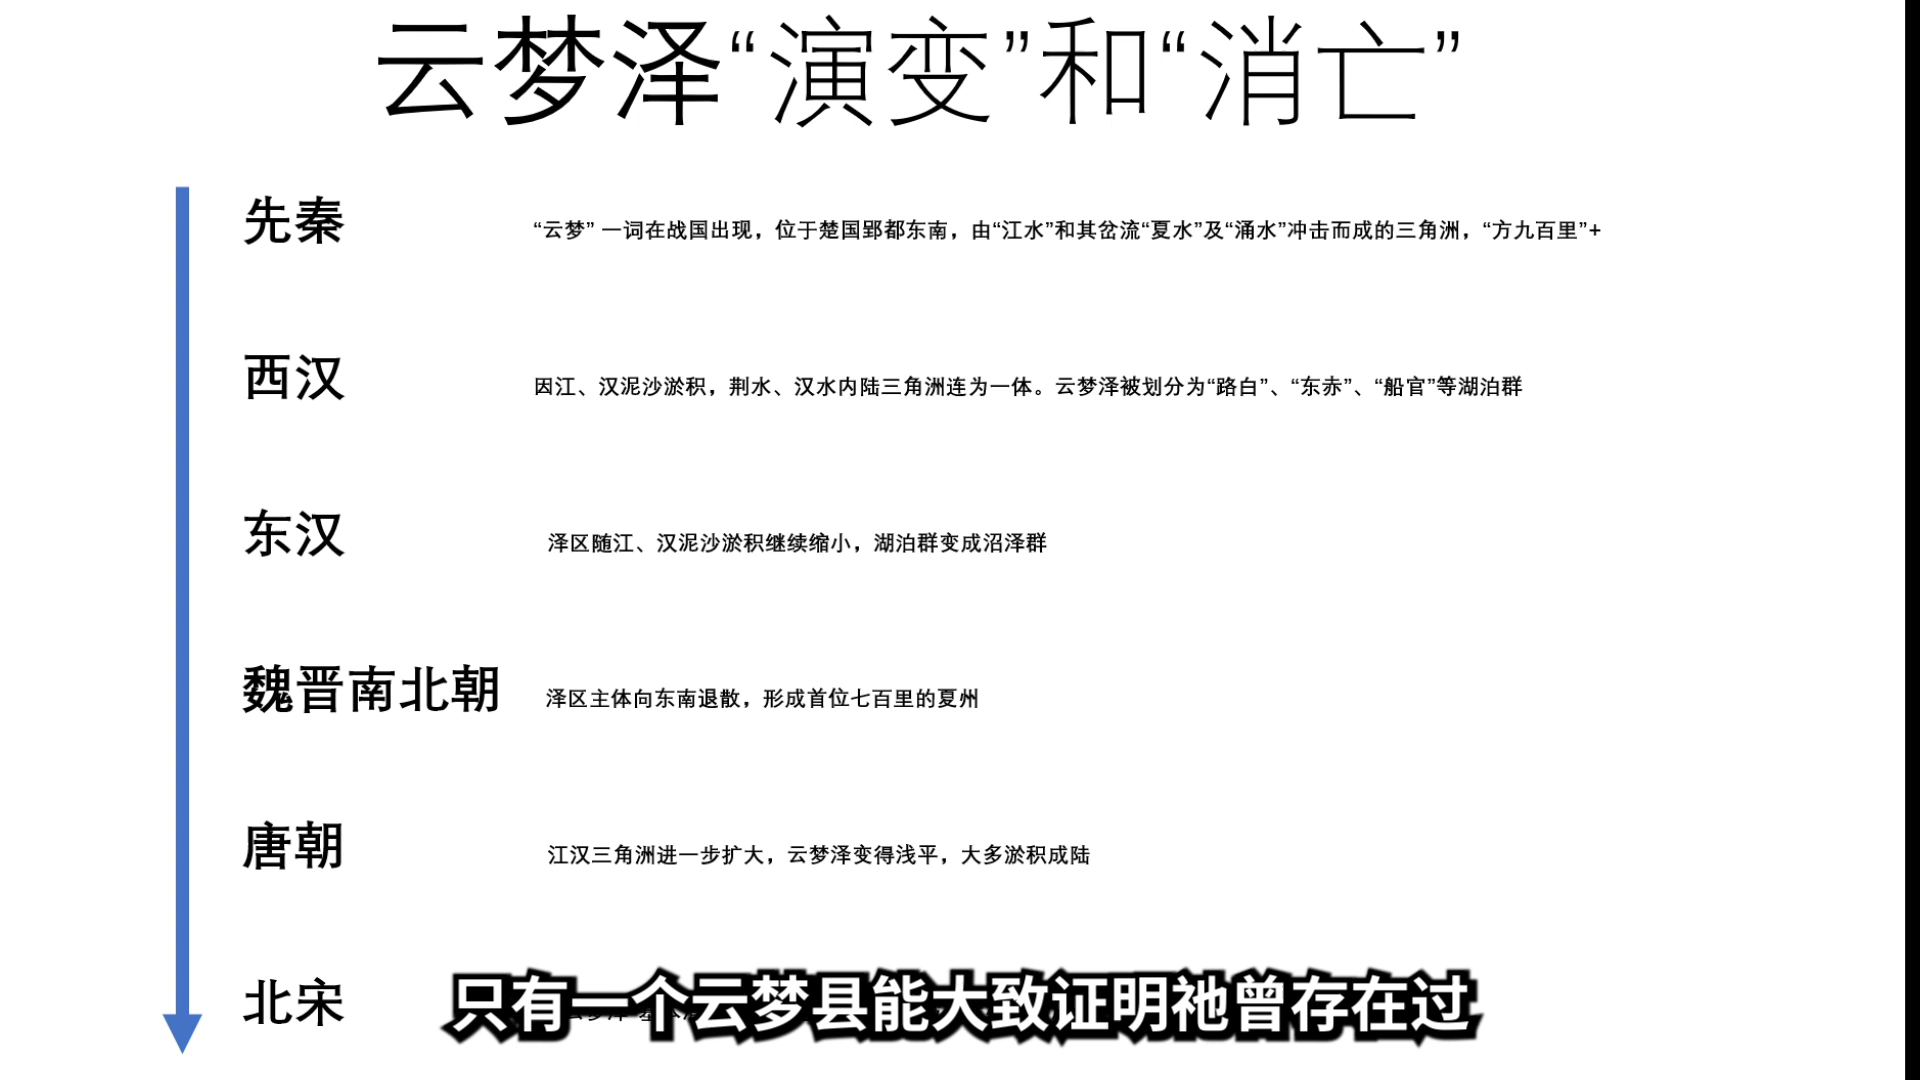 云梦泽“演变”和“消亡”
先秦
“云梦” 一词在战国出现，位于楚国郢都东南，由“江水”和其岔流“夏水”及“涌水”冲击而成的三角洲，“方九百里”+
西汉
因江、汉泥沙淤积，荆水、汉水内陆三角洲连为一体。云梦泽被划分为“路白”、“东赤”、“船官”等湖泊群
东汉
泽区随江、汉泥沙淤积继续缩小，湖泊群变成沼泽群
魏晋南北朝
泽区主体向东南退散，形成首位七百里的夏州
唐朝
江汉三角洲进一步扩大，云梦泽变得浅平，大多淤积成陆
北宋
只有一个云梦县能大致证明祂曾存在过